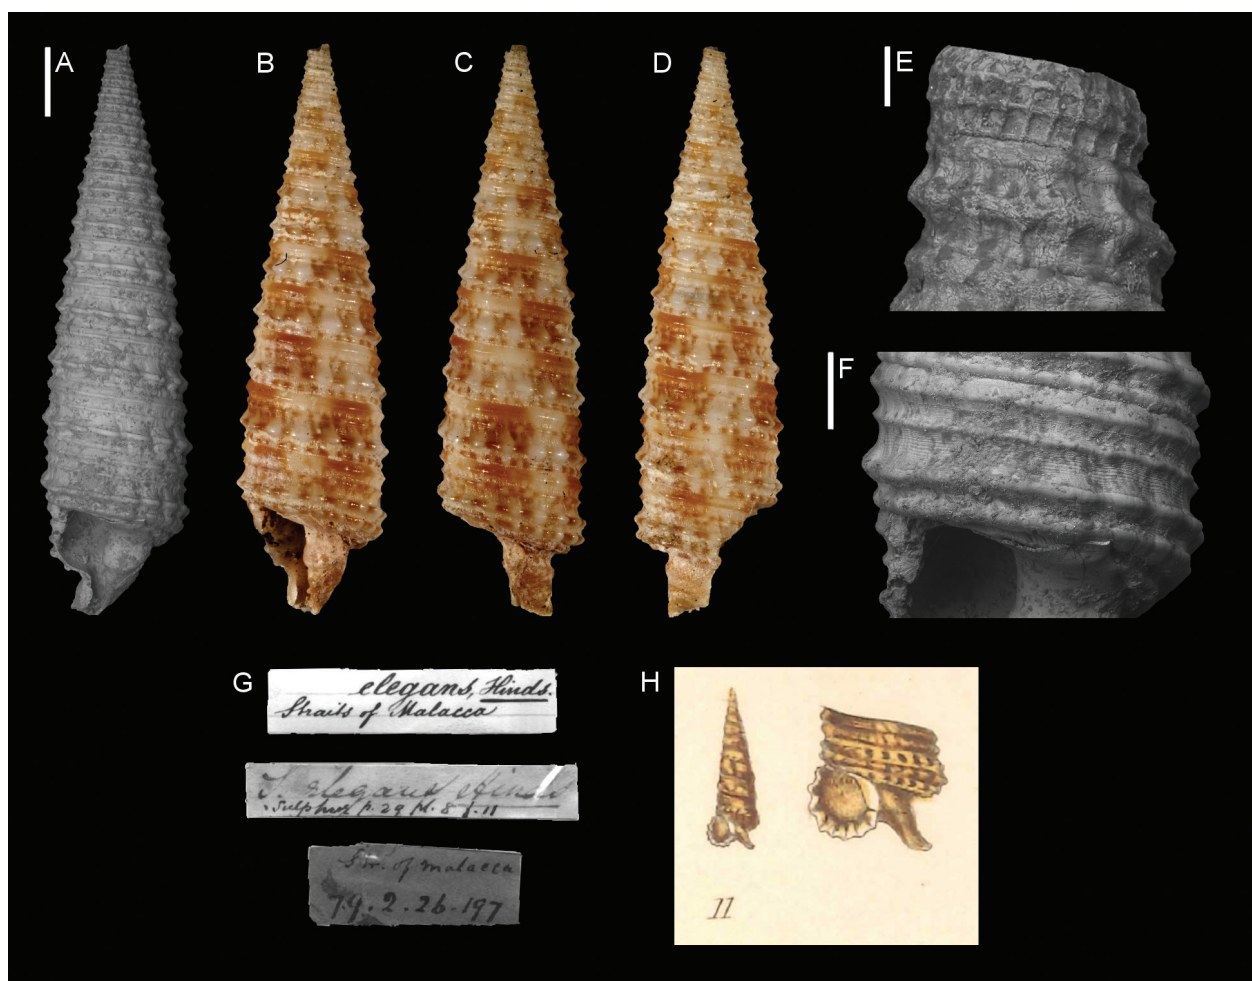 A
B
C
D
E
F
G
elegans, Hinds.
Straits of Malacca
T. elegans Hinds
Sulphur p. 29 pl. 8 f. 11
Str. of malacca
79.2.26.197
H
11